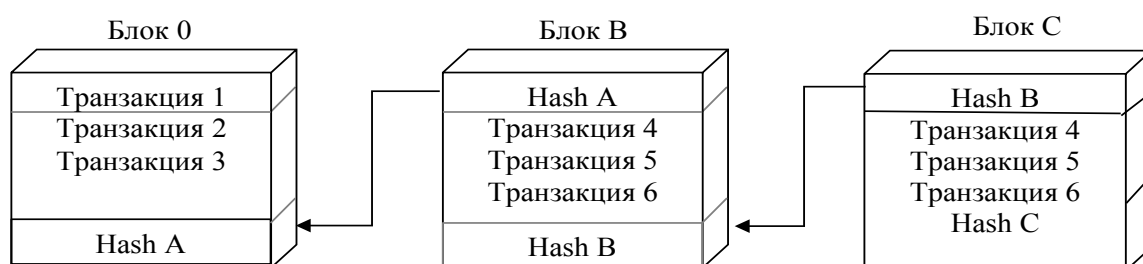 Блок 0
Транзакция 1
Транзакция 2
Транзакция 3
Hash A
Блок B
Hash A
Транзакция 4
Транзакция 5
Транзакция 6
Hash B
Блок C
Hash B
Транзакция 4
Транзакция 5
Транзакция 6
Hash C